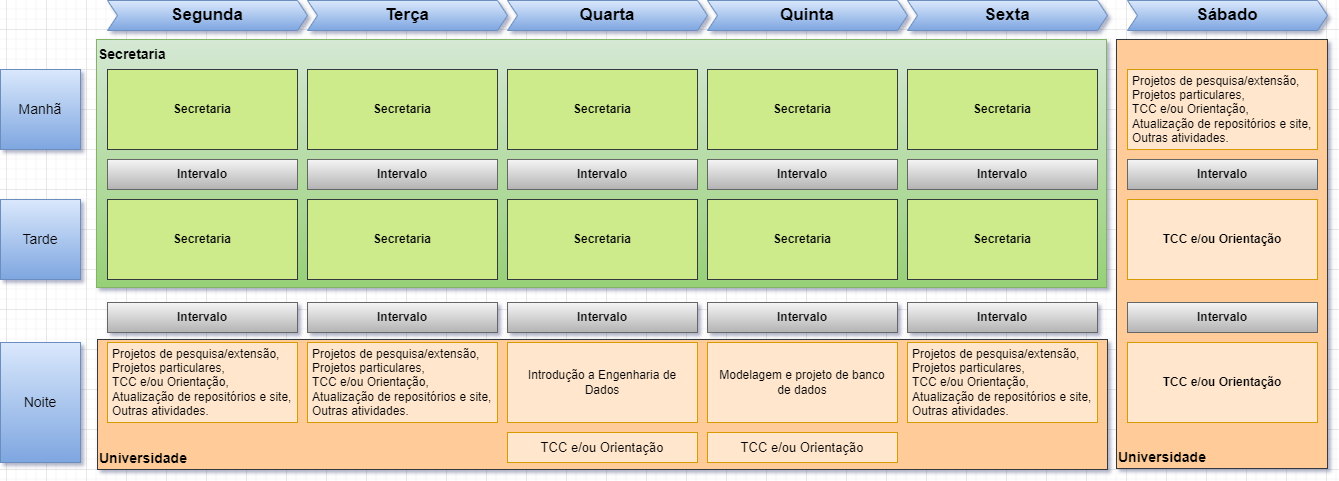 Segunda
Terça
Quarta
Quinta
Sexta
Sábado
Secretaria
Manhã
Secretaria
Secretaria
Secretaria
Secretaria
Secretaria
Projetos de pesquisa/extensão,
Projetos particulares,
TCC e/ou Orientação,
Atualização de repositórios e site,
Outras atividades.
Intervalo
Intervalo
Intervalo
Intervalo
Intervalo
Intervalo
Tarde
Secretaria
Secretaria
Secretaria
Secretaria
Secretaria
TCC e/ou Orientação
Intervalo
Intervalo
Intervalo
Intervalo
Intervalo
Intervalo
Noite
Projetos de pesquisa/extensão,
Projetos particulares,
TCC e/ou Orientação,
Atualização de repositórios e site,
Outras atividades.
Projetos de pesquisa/extensão,
Projetos particulares,
TCC e/ou Orientação,
Atualização de repositórios e site,
Outras atividades.
Introdução a Engenharia de
Dados
Modelagem e projeto de banco
de dados
Projetos de pesquisa/extensão,
Projetos particulares,
TCC e/ou Orientação,
Atualização de repositórios e site,
Outras atividades.
TCC e/ou Orientação
TCC e/ou Orientação
TCC e/ou Orientação
Universidade
Universidade